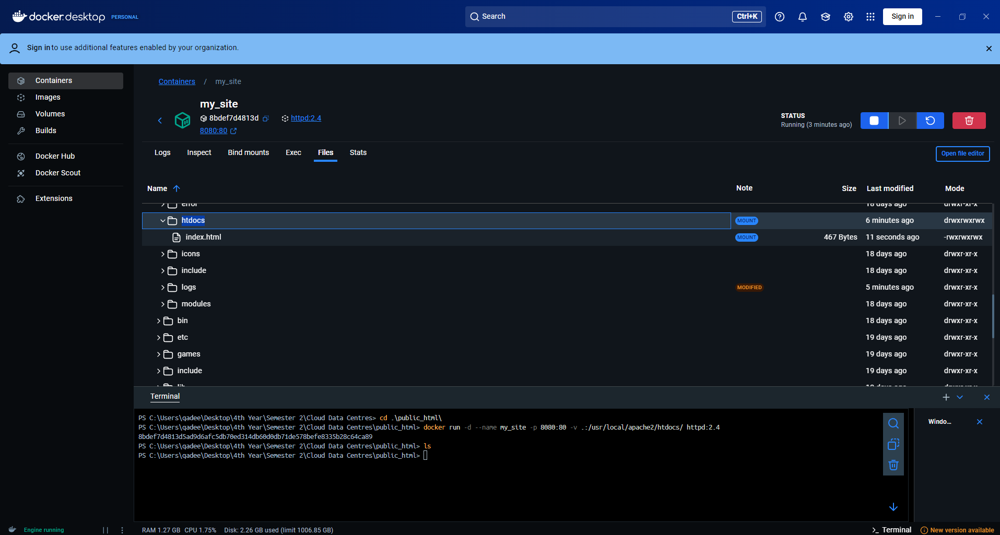 docker.desktop PERSONAL
Search Ctrl+K
Sign in
Sign in to use additional features enabled by your organization.
Containers
Images
Volumes
Builds
Docker Hub
Docker Scout
Extensions
Containers / my_site
my_site
8bdef7d4813d httpd:2.4
8080:80
STATUS
Running (3 minutes ago)
Logs Inspect Bind mounts Exec Files Stats
Open file editor
Name Note Size Last modified Mode
error 18 days ago drwxr-xr-x
htdocs MOUNT 6 minutes ago drwxrwxrwx
index.html MOUNT 467 Bytes 11 seconds ago -rwxrwxrwx
icons 18 days ago drwxr-xr-x
include 18 days ago drwxr-xr-x
logs MODIFIED 5 minutes ago drwxr-xr-x
modules 18 days ago drwxr-xr-x
bin 18 days ago drwxr-xr-x
etc 19 days ago drwxr-xr-x
games 19 days ago drwxr-xr-x
include 19 days ago drwxr-xr-x
Terminal
PS C:\Users\qadee\Desktop\4th Year\Semester 2\Cloud Data Centres> cd .\public_html\
PS C:\Users\qadee\Desktop\4th Year\Semester 2\Cloud Data Centres\public_html> docker run -d --name my_site -p 8080:80 -v .:/usr/local/apache2/htdocs/ httpd:2.4
8bdef7d4813d5ad9d6afc5db70ed314db60d0db71de578befe8335b28c64ca89
PS C:\Users\qadee\Desktop\4th Year\Semester 2\Cloud Data Centres\public_html> ls
PS C:\Users\qadee\Desktop\4th Year\Semester 2\Cloud Data Centres\public_html>
Windo...
Engine running
RAM 1.27 GB CPU 1.75% Disk: 2.26 GB used (limit 1006.85 GB)
>_ Terminal
New version available